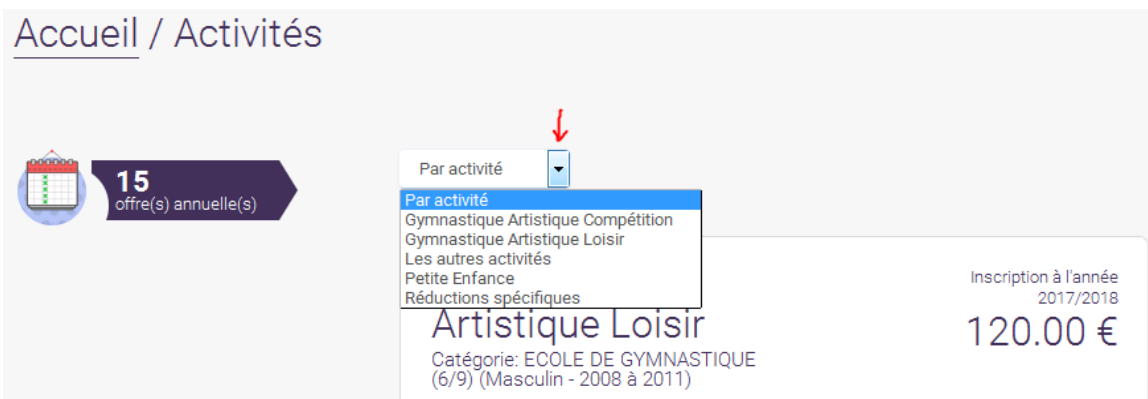 Accueil / Activités
15
offre(s) annuelle(s)
Par activité
Par activité
Gymnastique Artistique Compétition
Gymnastique Artistique Loisir
Les autres activités
Petite Enfance
Réductions spécifiques
Artistique Loisir
Catégorie: ECOLE DE GYMNASTIQUE
(6/9) (Masculin - 2008 à 2011)
Inscription à l'année
2017/2018
120.00 €